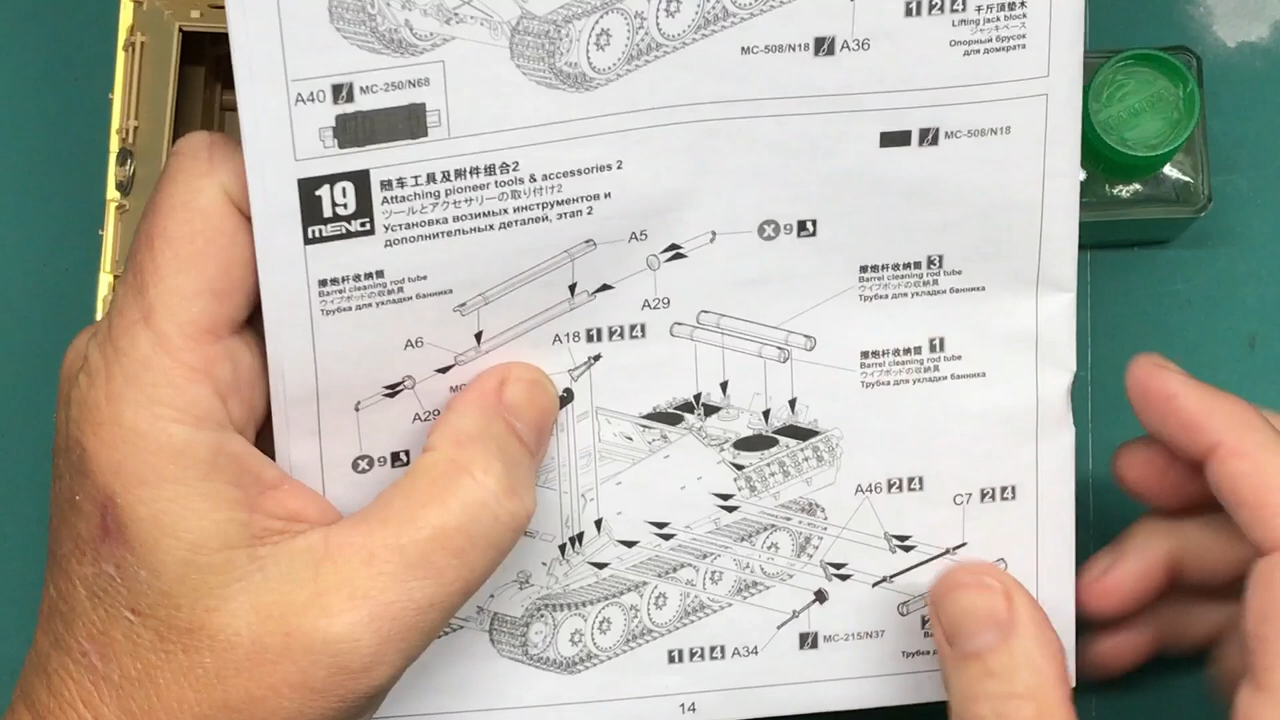 1 2 4 千斤顶垫木
Lifting jack block
ジャッキベース
Опорный брусок
для домкрата
MC-508/N18 A36
A40 MC-250/N68
MC-508/N18
19
MENG
随车工具及附件组合2
Attaching pioneer tools & accessories 2
ツールとアクセサリーの取り付け2
Установка возимых инструментов и
дополнительных деталей, этап 2
擦炮杆收纳筒
Barrel cleaning rod tube
ウイプポッドの収納具
Трубка для укладки банника
A5
X 9
A29
擦炮杆收纳筒 3
Barrel cleaning rod tube
ウイプポッドの収納具
Трубка для укладки банника
A6
A18 1 2 4
擦炮杆收纳筒 1
Barrel cleaning rod tube
ウイプポッドの収納具
Трубка для укладки банника
A29
X 9
A46 2 4
C7 2 4
MC-215/N37
1 2 4 A34
14